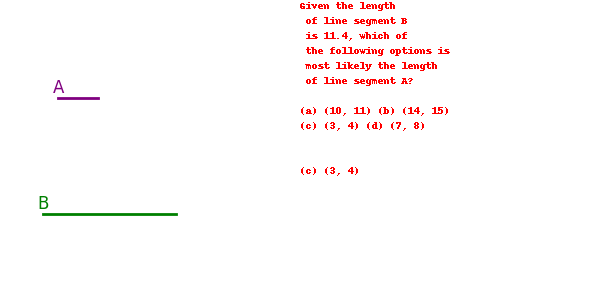 Given the length
of line segment B
is 11.4, which of
the following options is
most likely the length
of line segment A?
(a) (10, 11) (b) (14, 15)
(c) (3, 4) (d) (7, 8)
(c) (3, 4)
A
B